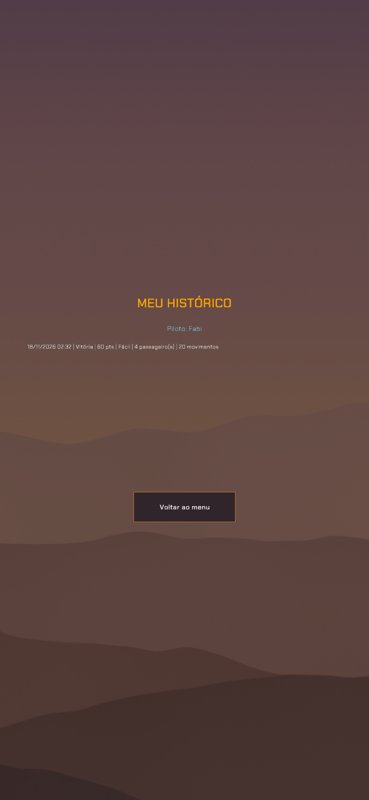 MEU HISTÓRICO
Piloto: Fabi
18/11/2026 02:32 | Vitória | 60 pts | Fácil | 4 passageiro(s) | 20 movimentos
Voltar ao menu